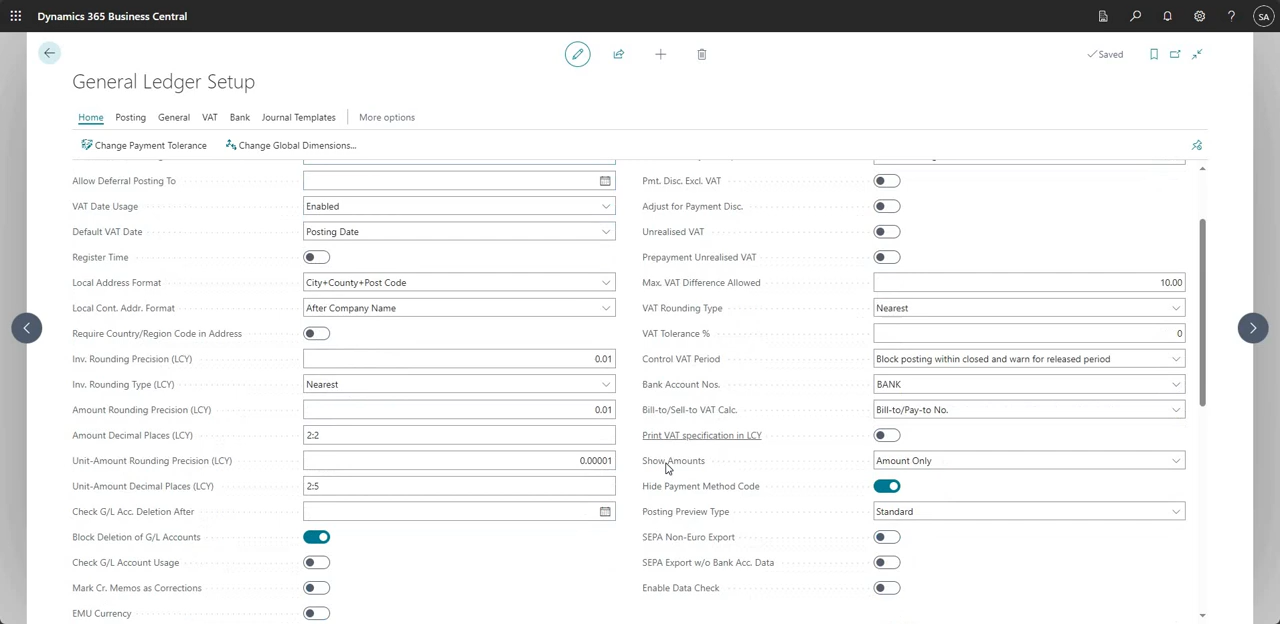 Dynamics 365 Business Central
SA
Saved
General Ledger Setup
Home Posting General VAT Bank Journal Templates More options
Change Payment Tolerance Change Global Dimensions...
Allow Deferral Posting To
VAT Date Usage Enabled
Default VAT Date Posting Date
Register Time
Local Address Format City+County+Post Code
Local Cont. Addr. Format After Company Name
Require Country/Region Code in Address
Inv. Rounding Precision (LCY) 0.01
Inv. Rounding Type (LCY) Nearest
Amount Rounding Precision (LCY) 0.01
Amount Decimal Places (LCY) 2:2
Unit-Amount Rounding Precision (LCY) 0.00001
Unit-Amount Decimal Places (LCY) 2:5
Check G/L Acc. Deletion After
Block Deletion of G/L Accounts
Check G/L Account Usage
Mark Cr. Memos as Corrections
EMU Currency
Pmt. Disc. Excl. VAT
Adjust for Payment Disc.
Unrealised VAT
Prepayment Unrealised VAT
Max. VAT Difference Allowed 10.00
VAT Rounding Type Nearest
VAT Tolerance % 0
Control VAT Period Block posting within closed and warn for released period
Bank Account Nos. BANK
Bill-to/Sell-to VAT Calc. Bill-to/Pay-to No.
Print VAT specification in LCY
Show Amounts Amount Only
Hide Payment Method Code
Posting Preview Type Standard
SEPA Non-Euro Export
SEPA Export w/o Bank Acc. Data
Enable Data Check